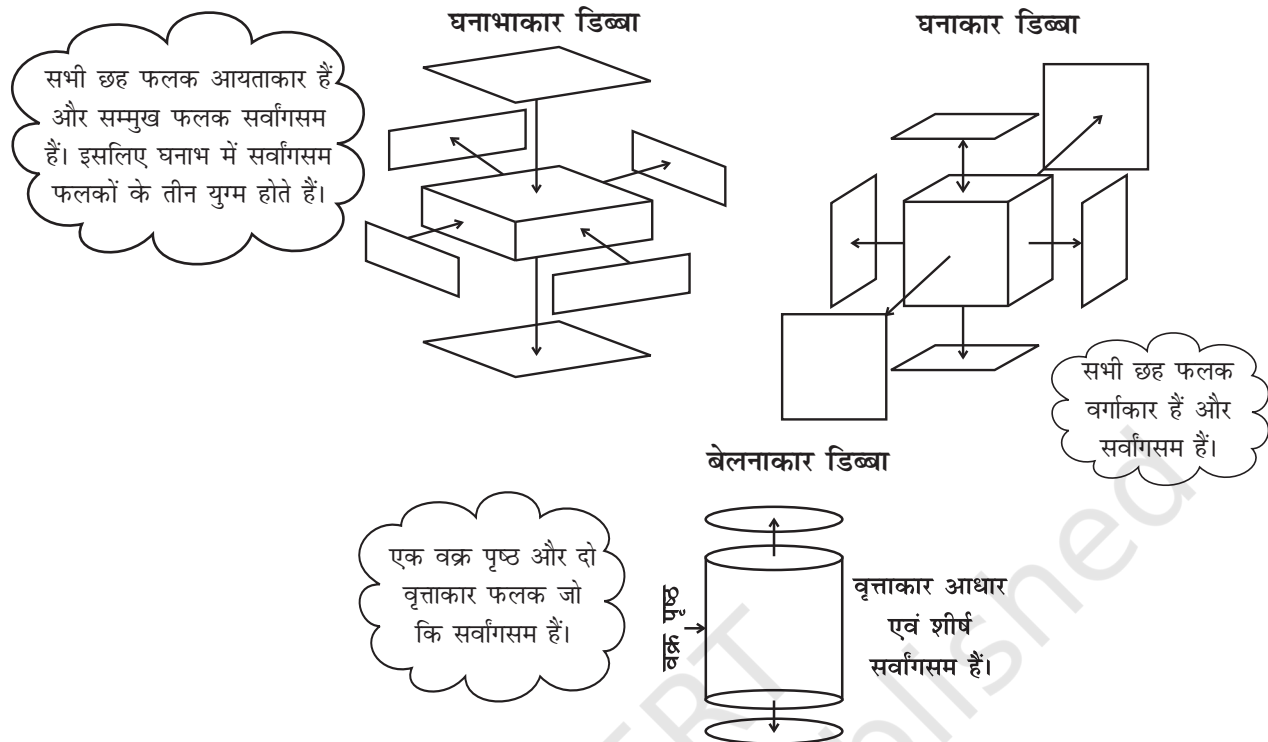 घनाभाकार डिब्बा
घनाकार डिब्बा
सभी छह फलक आयताकार हैं
और सम्मुख फलक सर्वांगसम
हैं। इसलिए घनाभ में सर्वांगसम
फलकों के तीन युग्म होते हैं।
सभी छह फलक
वर्गाकार हैं और
सर्वांगसम हैं।
बेलनाकार डिब्बा
एक वक्र पृष्ठ और दो
वृत्ताकार फलक जो
कि सर्वांगसम हैं।
वक्र पृष्ठ
वृत्ताकार आधार
एवं शीर्ष
सर्वांगसम हैं।